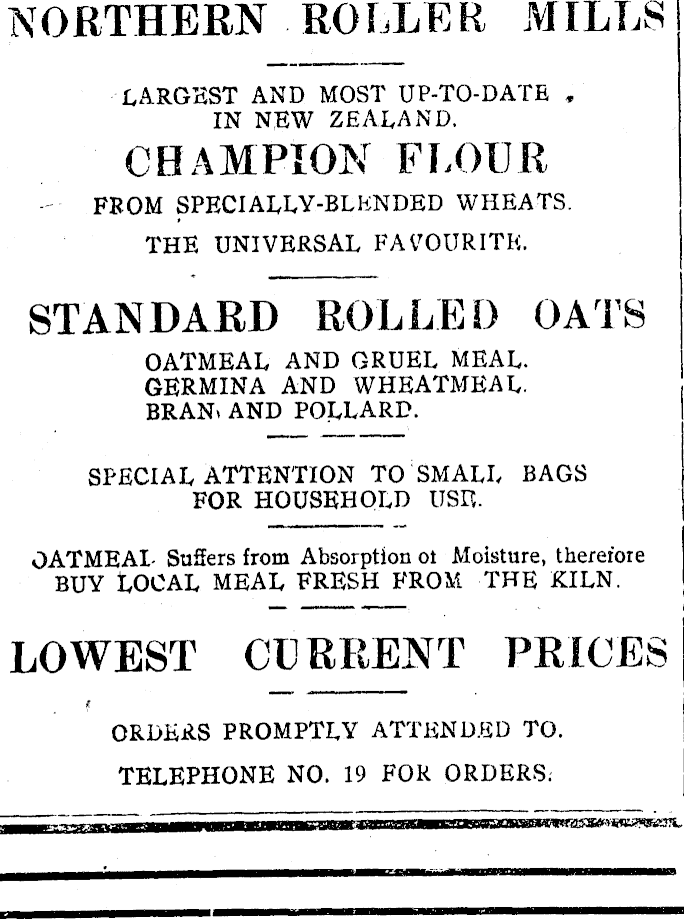 NORTHERN ROLLER MILLS
LARGEST AND MOST UP-TO-DATE
IN NEW ZEALAND.
CHAMPION FLOUR
FROM SPECIALLY-BLENDED WHEATS.
THE UNIVERSAL FAVOURITE.
STANDARD ROLLED OATS
OATMEAL AND GRUEL MEAL.
GERMINA AND WHEATMEAL.
BRAN AND POLLARD.
SPECIAL ATTENTION TO SMALL BAGS
FOR HOUSEHOLD USE.
OATMEAL Suffers from Absorption of Moisture, therefore
BUY LOCAL MEAL FRESH FROM THE KILN.
LOWEST CURRENT PRICES
ORDERS PROMPTLY ATTENDED TO.
TELEPHONE NO. 19 FOR ORDERS.